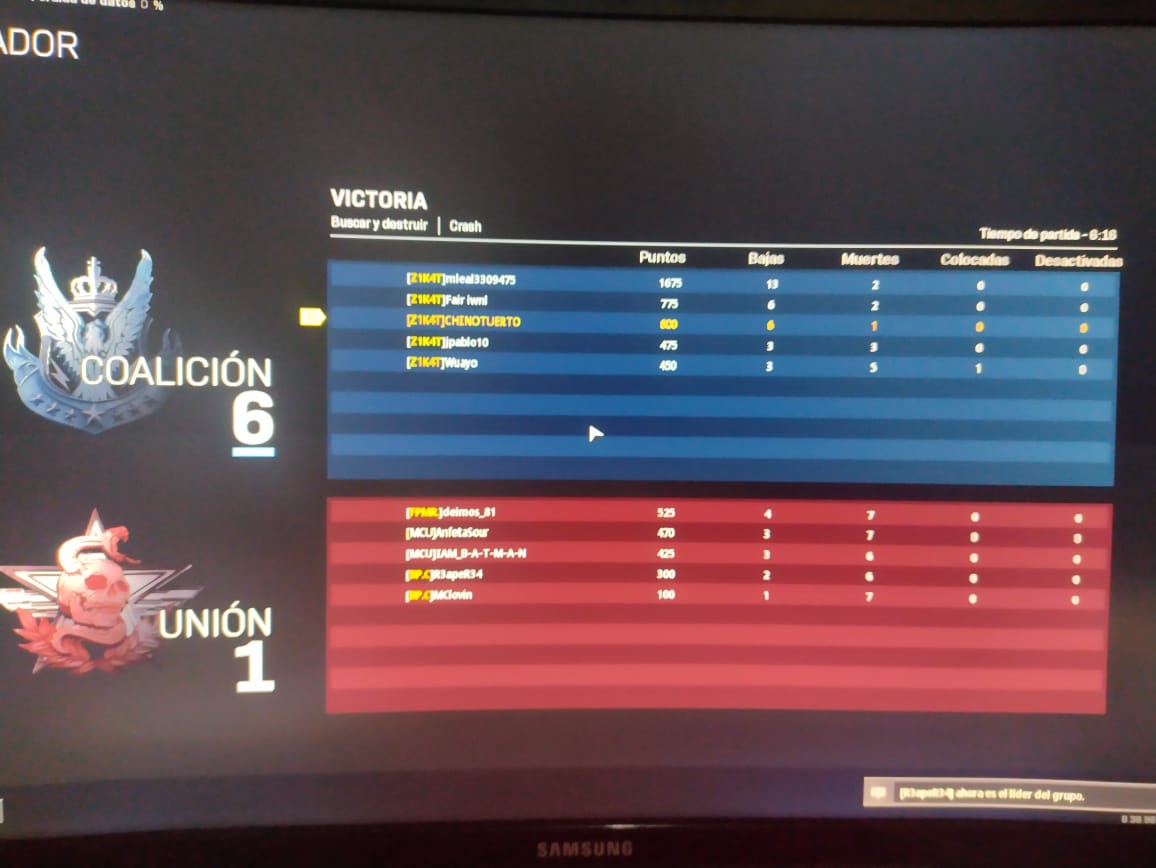 de datos 0 %
ADOR
VICTORIA
Buscar y destruir | Crash
Tiempo de partida - 6:16
Puntos Bajas Muertes Colocadas Desactivadas
[Z1K4T]mleal3309475 1675 13 2 0 0
[Z1K4T]Fair iwnl 775 6 2 0 0
[Z1K4T]CHINOTUERTO 600 6 1 0 0
[Z1K4T]jpablo10 475 3 3 0 0
[Z1K4T]Wuayo 450 3 5 1 0
COALICIÓN
6
[FPMR]deimos_81 525 4 7 0 0
[MCU]AnfetaSour 470 3 7 0 0
[MCU]IAM_B-A-T-M-A-N 425 3 6 0 0
R3apeR34 300 2 6 0 0
MClovin 100 1 7 0 0
UNIÓN
1
[R3apeR34] ahora es el líder del grupo.
SAMSUNG